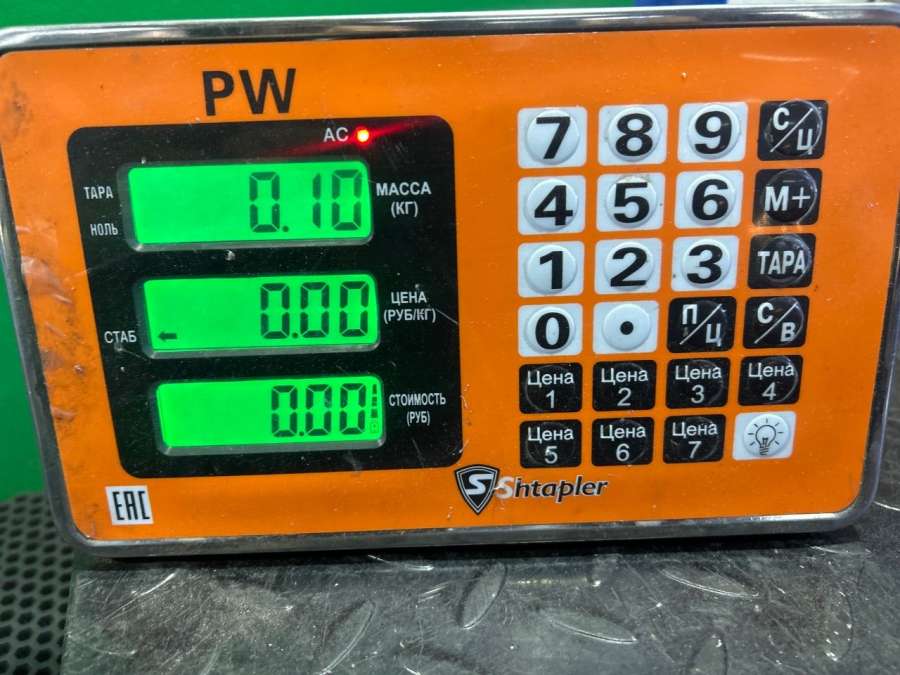 PW
AC
ТАРА
НОЛЬ
0.10
МАССА
(КГ)
СТАБ
←
0.00
ЦЕНА
(РУБ/КГ)
0.00
СТОИМОСТЬ
(РУБ)
7 8 9 С/Ц
4 5 6 М+
1 2 3 ТАРА
0 . П/Ц С/В
Цена 1
Цена 2
Цена 3
Цена 4
Цена 5
Цена 6
Цена 7
EAC
S Shtapler